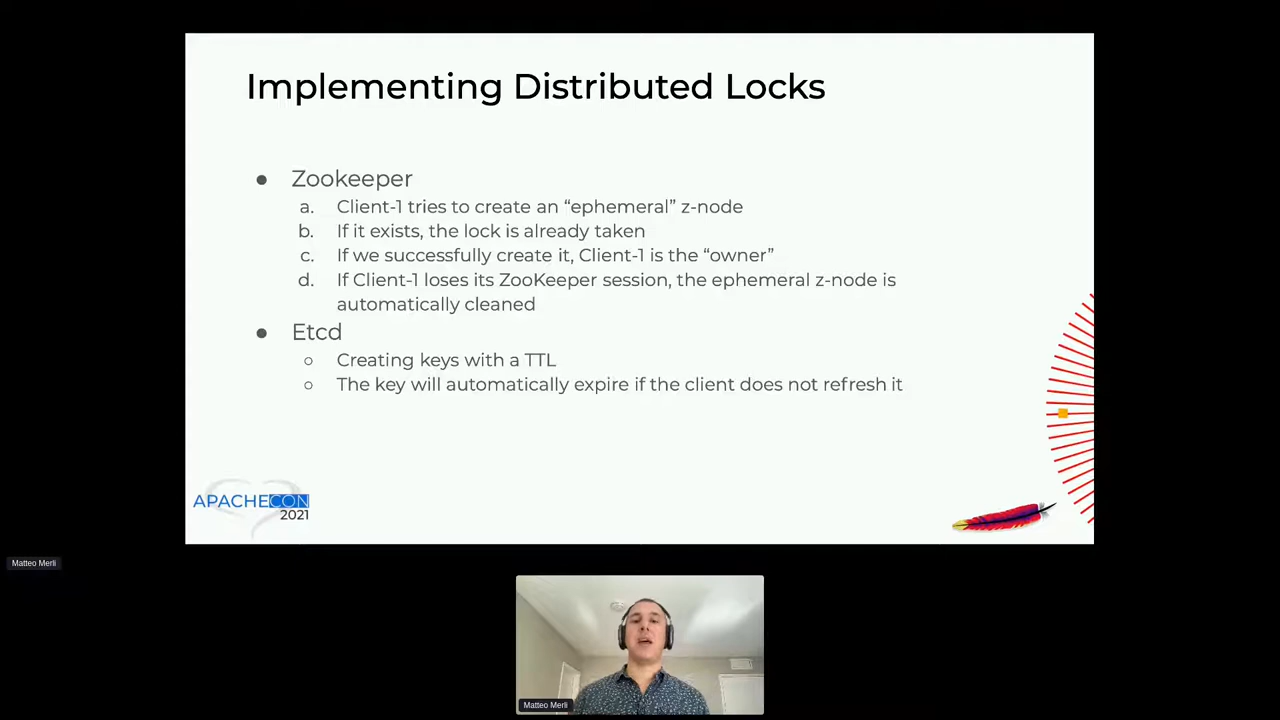 Implementing Distributed Locks
● Zookeeper
a. Client-1 tries to create an “ephemeral” z-node
b. If it exists, the lock is already taken
c. If we successfully create it, Client-1 is the “owner”
d. If Client-1 loses its ZooKeeper session, the ephemeral z-node is
automatically cleaned
● Etcd
○ Creating keys with a TTL
○ The key will automatically expire if the client does not refresh it
APACHECON
2021
Matteo Merli
Matteo Merli